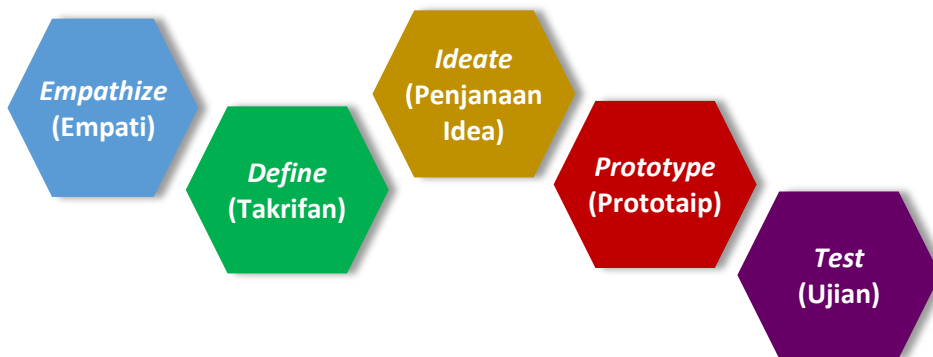 Empathize
(Empati)
Define
(Takrifan)
Ideate
(Penjanaan
Idea)
Prototype
(Prototaip)
Test
(Ujian)